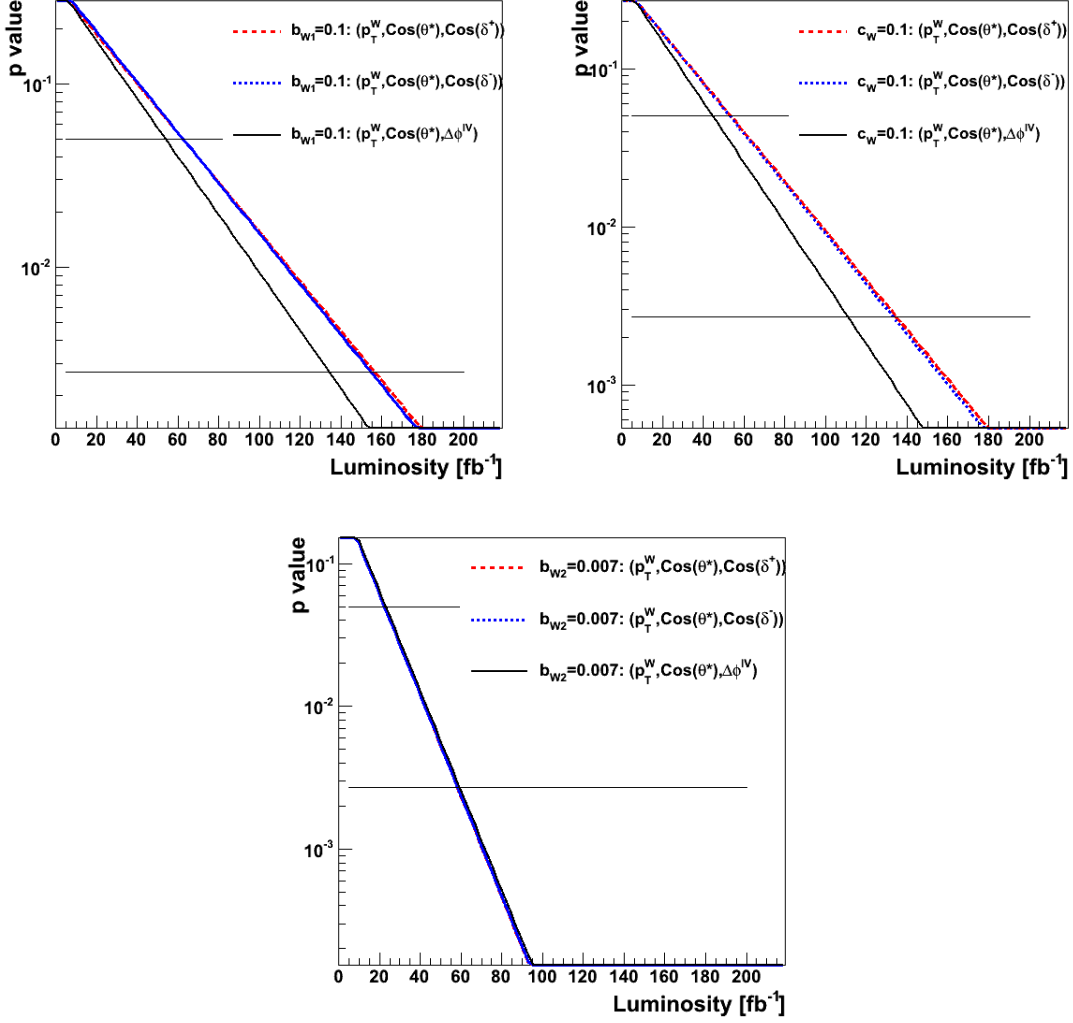 p value
10⁻¹
10⁻²
b_W1=0.1: (p_T^W,Cos(θ*),Cos(δ⁺))
b_W1=0.1: (p_T^W,Cos(θ*),Cos(δ⁻))
b_W1=0.1: (p_T^W,Cos(θ*),Δϕ^lV)
0 20 40 60 80 100 120 140 160 180 200
Luminosity [fb⁻¹]
p value
10⁻¹
10⁻²
10⁻³
c_W=0.1: (p_T^W,Cos(θ*),Cos(δ⁺))
c_W=0.1: (p_T^W,Cos(θ*),Cos(δ⁻))
c_W=0.1: (p_T^W,Cos(θ*),Δϕ^lV)
0 20 40 60 80 100 120 140 160 180 200
Luminosity [fb⁻¹]
p value
10⁻¹
10⁻²
10⁻³
b_W2=0.007: (p_T^W,Cos(θ*),Cos(δ⁺))
b_W2=0.007: (p_T^W,Cos(θ*),Cos(δ⁻))
b_W2=0.007: (p_T^W,Cos(θ*),Δϕ^lV)
0 20 40 60 80 100 120 140 160 180 200
Luminosity [fb⁻¹]